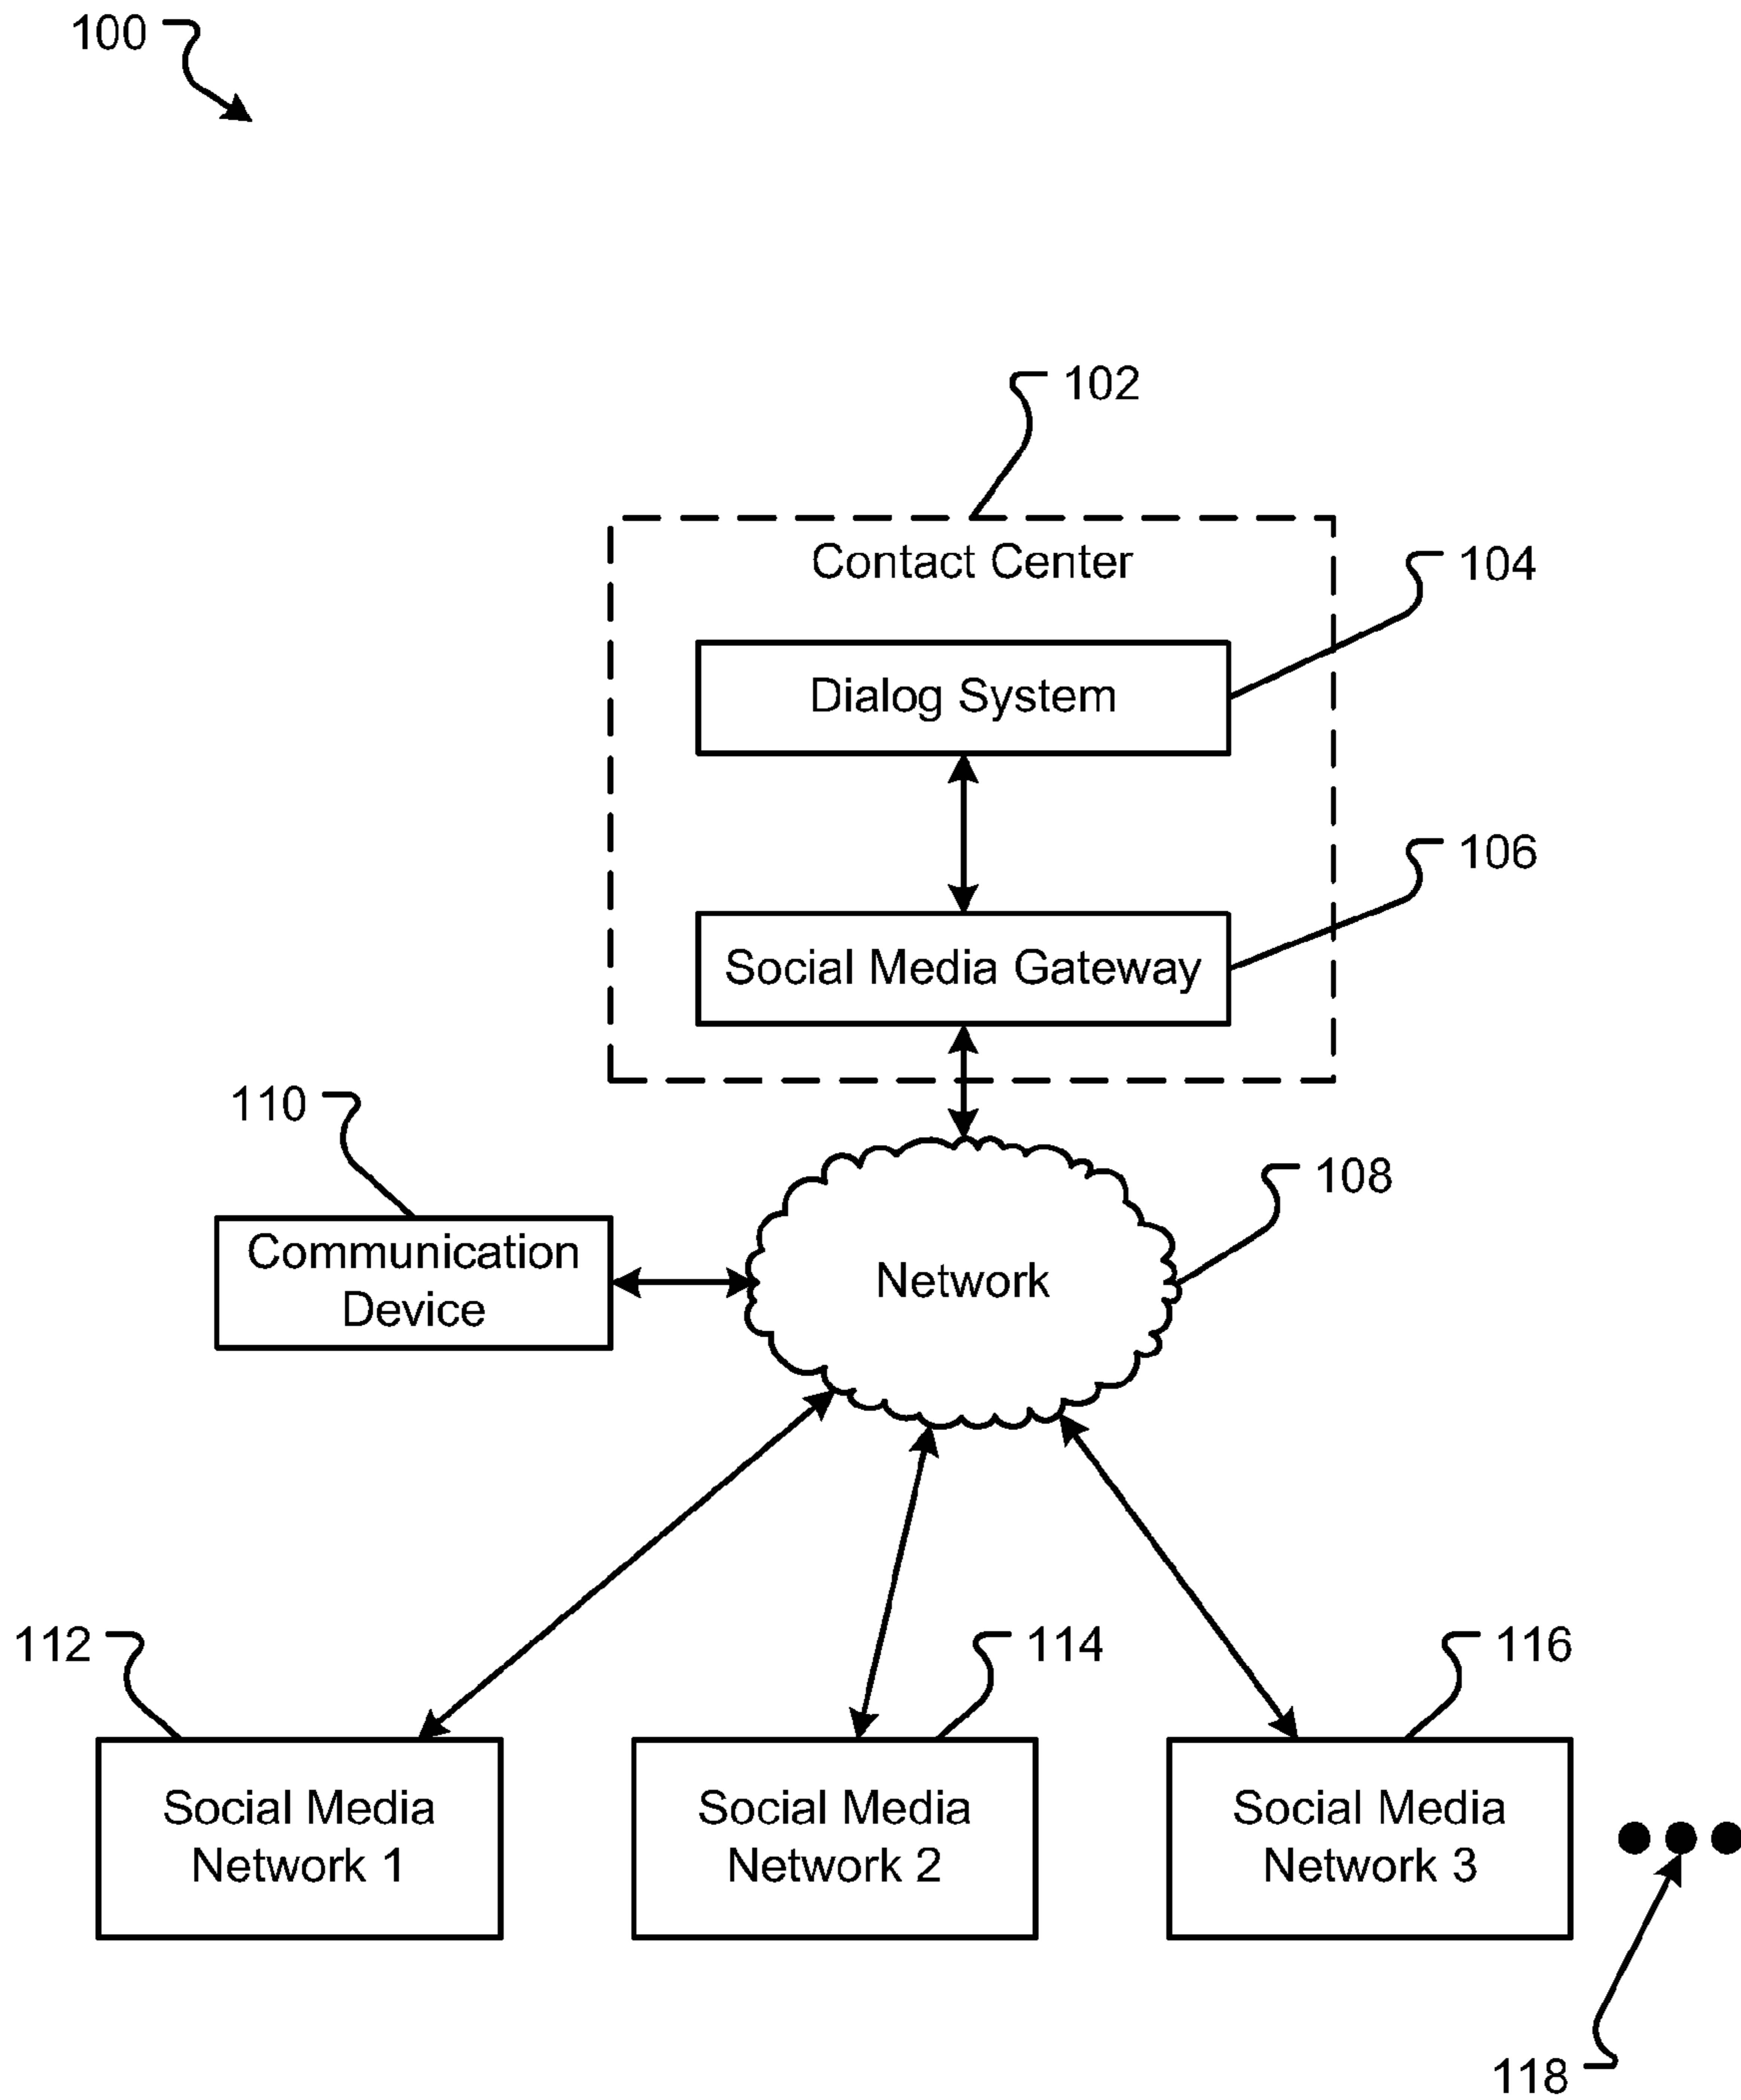 100
102
Contact Center
104
Dialog System
106
Social Media Gateway
110
108
Communication
Device
Network
112
114
116
Social Media
Network 1
Social Media
Network 2
Social Media
Network 3
118